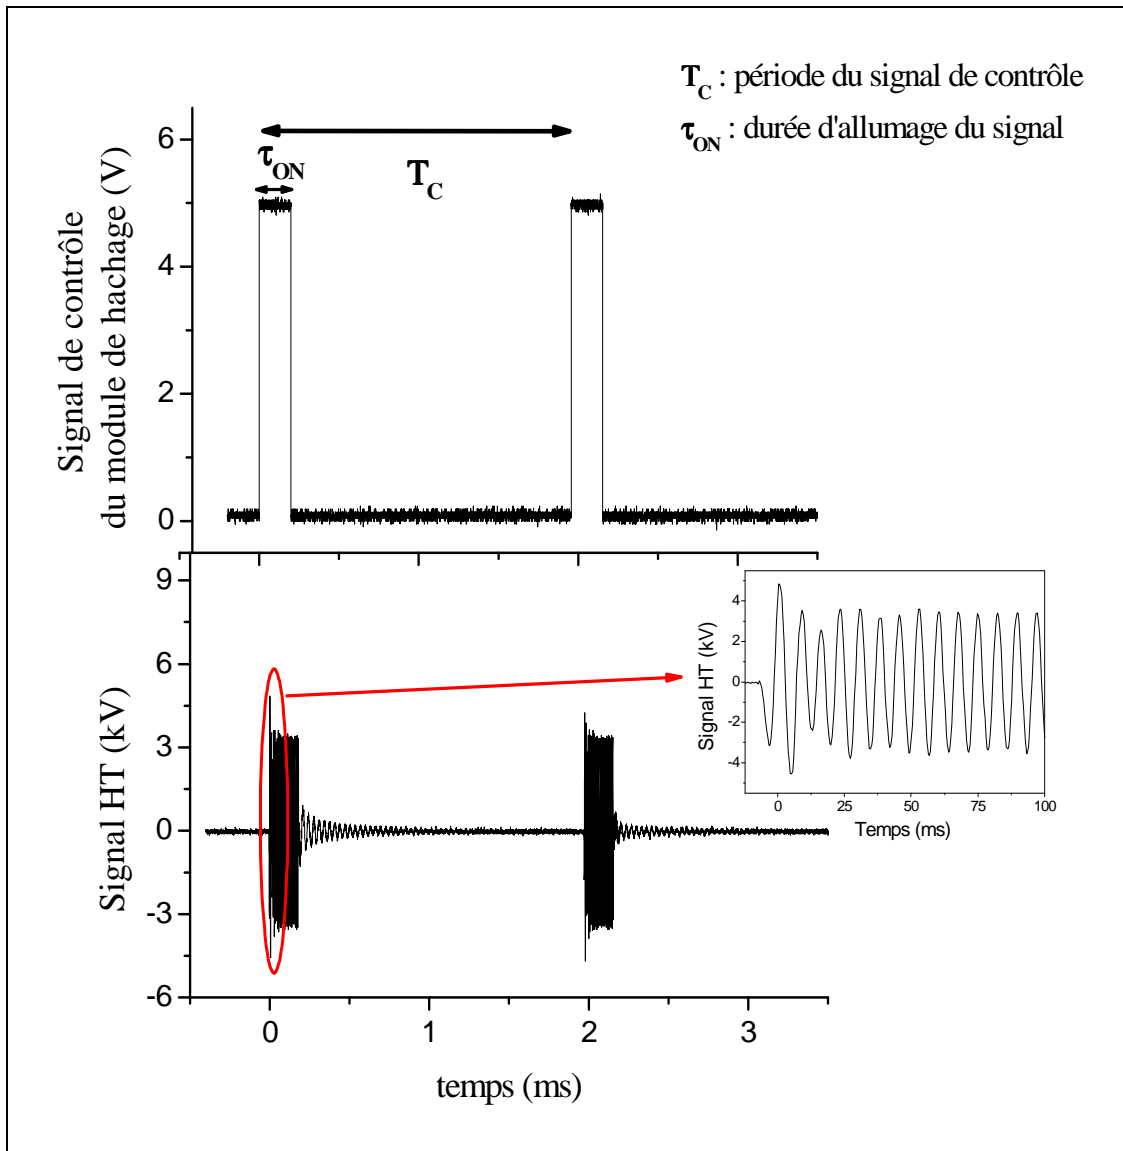 T_C : période du signal de contrôle
τ_ON : durée d'allumage du signal
6
4
2
0
Signal de contrôle
du module de hachage (V)
τ_ON
T_C
9
6
3
0
-3
-6
Signal HT (kV)
0 1 2 3
temps (ms)
4
2
0
-2
-4
Signal HT (kV)
0 25 50 75 100
Temps (ms)